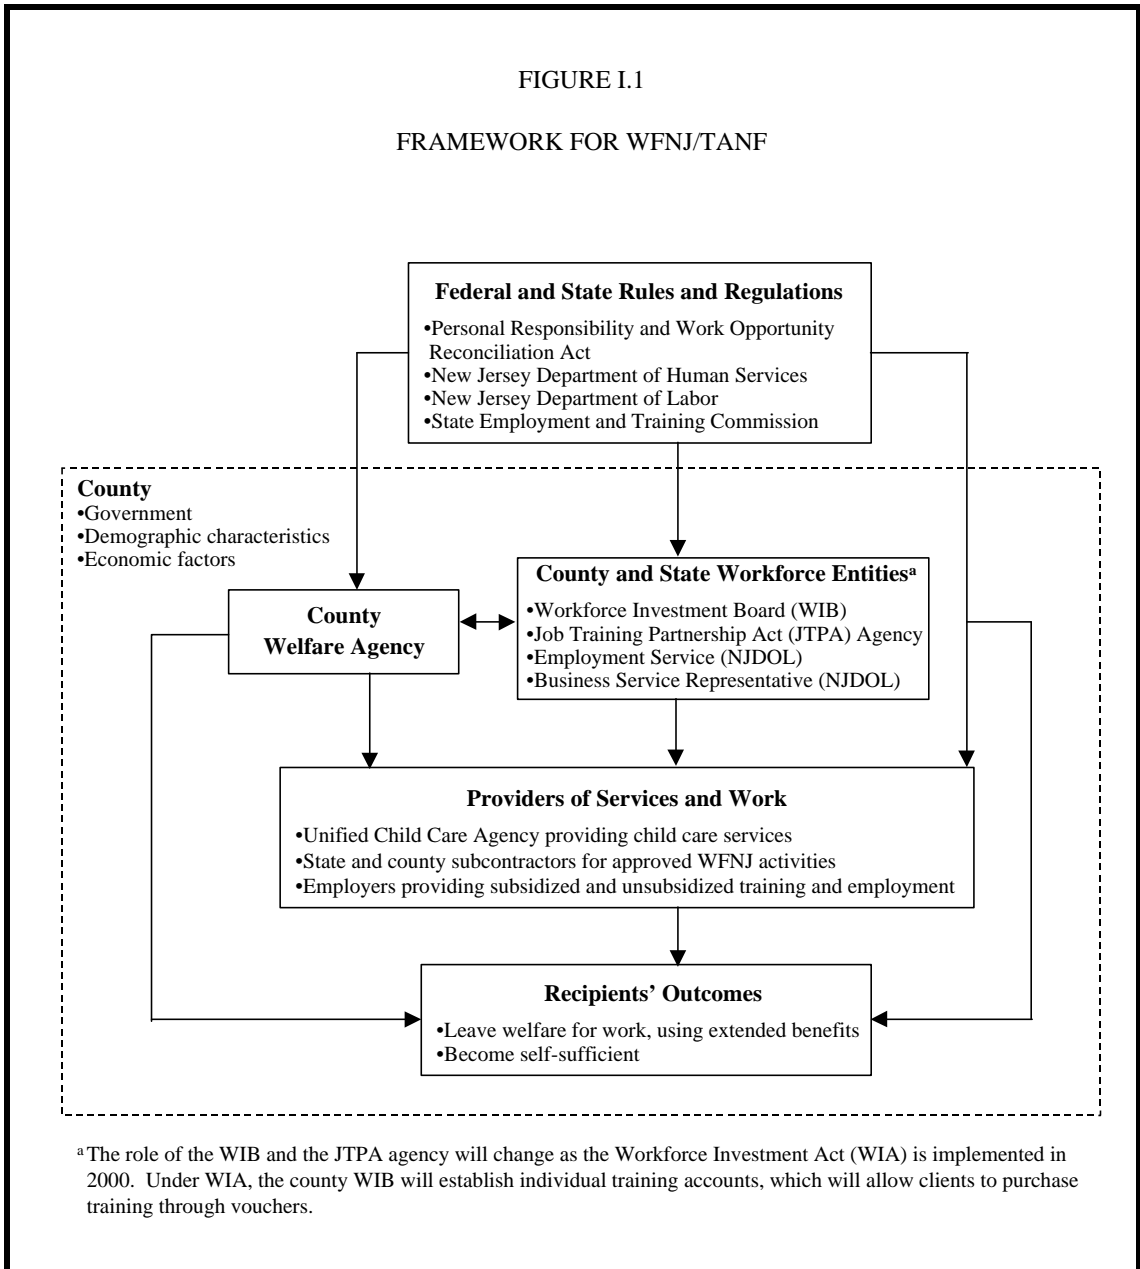 FIGURE I.1
FRAMEWORK FOR WFNJ/TANF
Federal and State Rules and Regulations
•Personal Responsibility and Work Opportunity
Reconciliation Act
•New Jersey Department of Human Services
•New Jersey Department of Labor
•State Employment and Training Commission
County
•Government
•Demographic characteristics
•Economic factors
County
Welfare Agency
County and State Workforce Entitiesᵃ
•Workforce Investment Board (WIB)
•Job Training Partnership Act (JTPA) Agency
•Employment Service (NJDOL)
•Business Service Representative (NJDOL)
Providers of Services and Work
•Unified Child Care Agency providing child care services
•State and county subcontractors for approved WFNJ activities
•Employers providing subsidized and unsubsidized training and employment
Recipients’ Outcomes
•Leave welfare for work, using extended benefits
•Become self-sufficient
ᵃ The role of the WIB and the JTPA agency will change as the Workforce Investment Act (WIA) is implemented in
2000. Under WIA, the county WIB will establish individual training accounts, which will allow clients to purchase
training through vouchers.